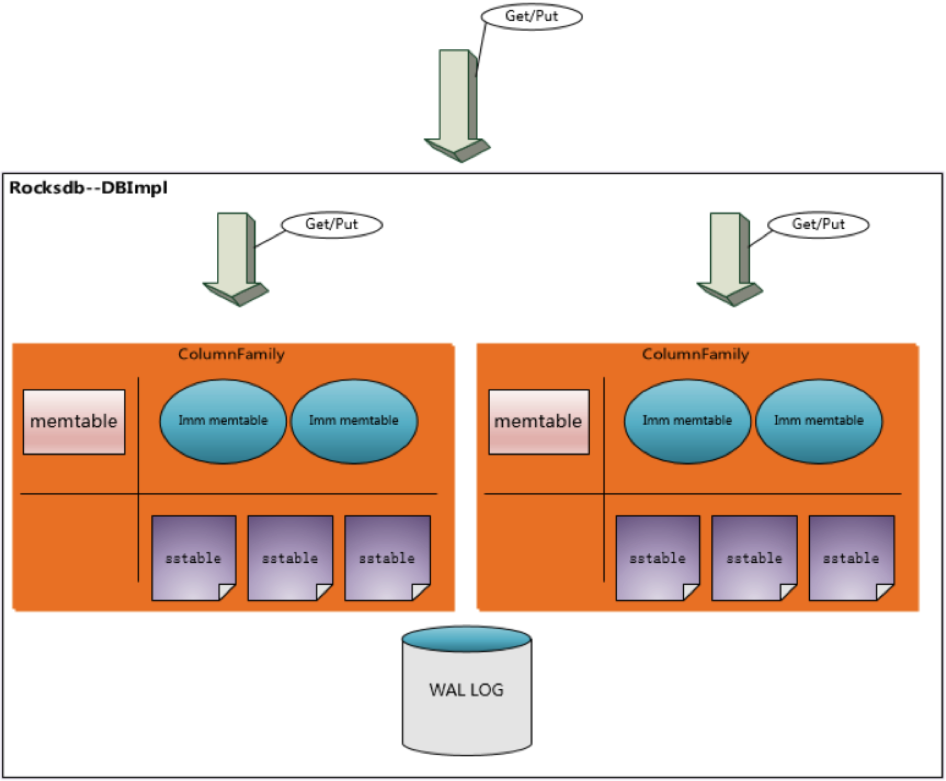 Get/Put
Rocksdb--DBImpl
Get/Put
Get/Put
ColumnFamily
ColumnFamily
memtable
Imm memtable
Imm memtable
memtable
Imm memtable
Imm memtable
sstable
sstable
sstable
sstable
sstable
sstable
WAL LOG